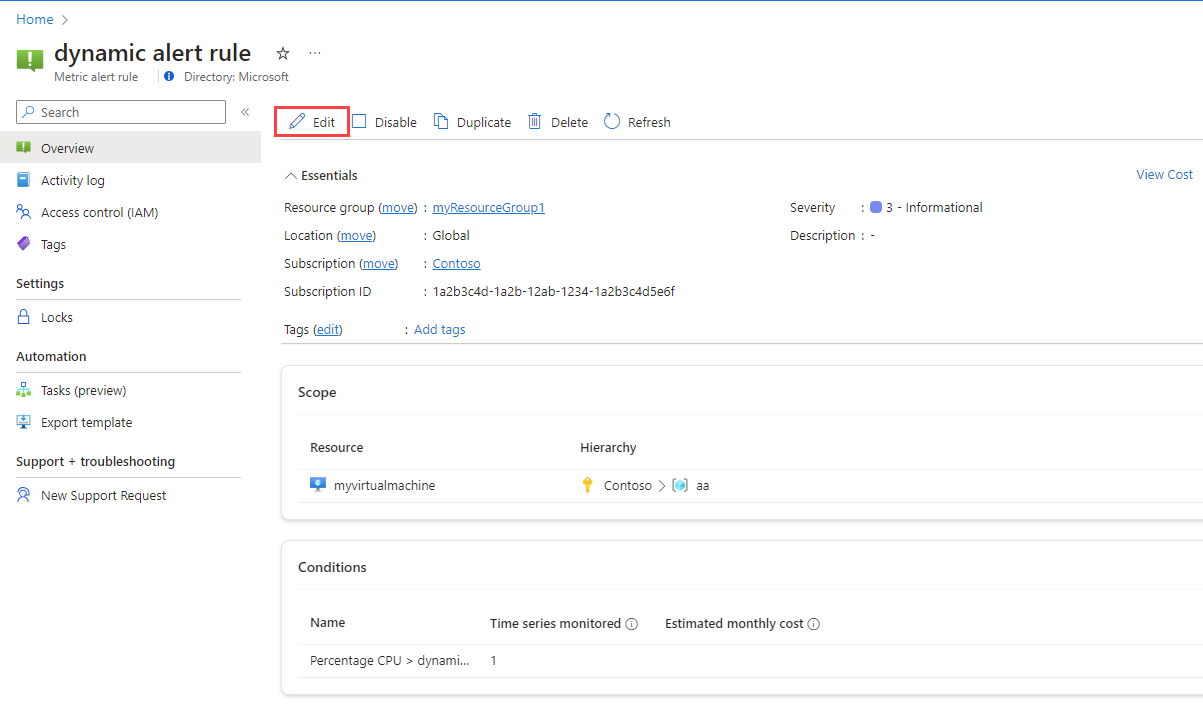 Home >
dynamic alert rule ☆ ...
Metric alert rule Directory: Microsoft
Search «
Overview
Activity log
Access control (IAM)
Tags
Settings
Locks
Automation
Tasks (preview)
Export template
Support + troubleshooting
New Support Request
Edit Disable Duplicate Delete Refresh
Essentials View Cost
Resource group (move) : myResourceGroup1
Location (move) : Global
Subscription (move) : Contoso
Subscription ID : 1a2b3c4d-1a2b-12ab-1234-1a2b3c4d5e6f
Severity : 3 - Informational
Description : -
Tags (edit) : Add tags
Scope
Resource Hierarchy
myvirtualmachine Contoso > aa
Conditions
Name Time series monitored Estimated monthly cost
Percentage CPU > dynami... 1